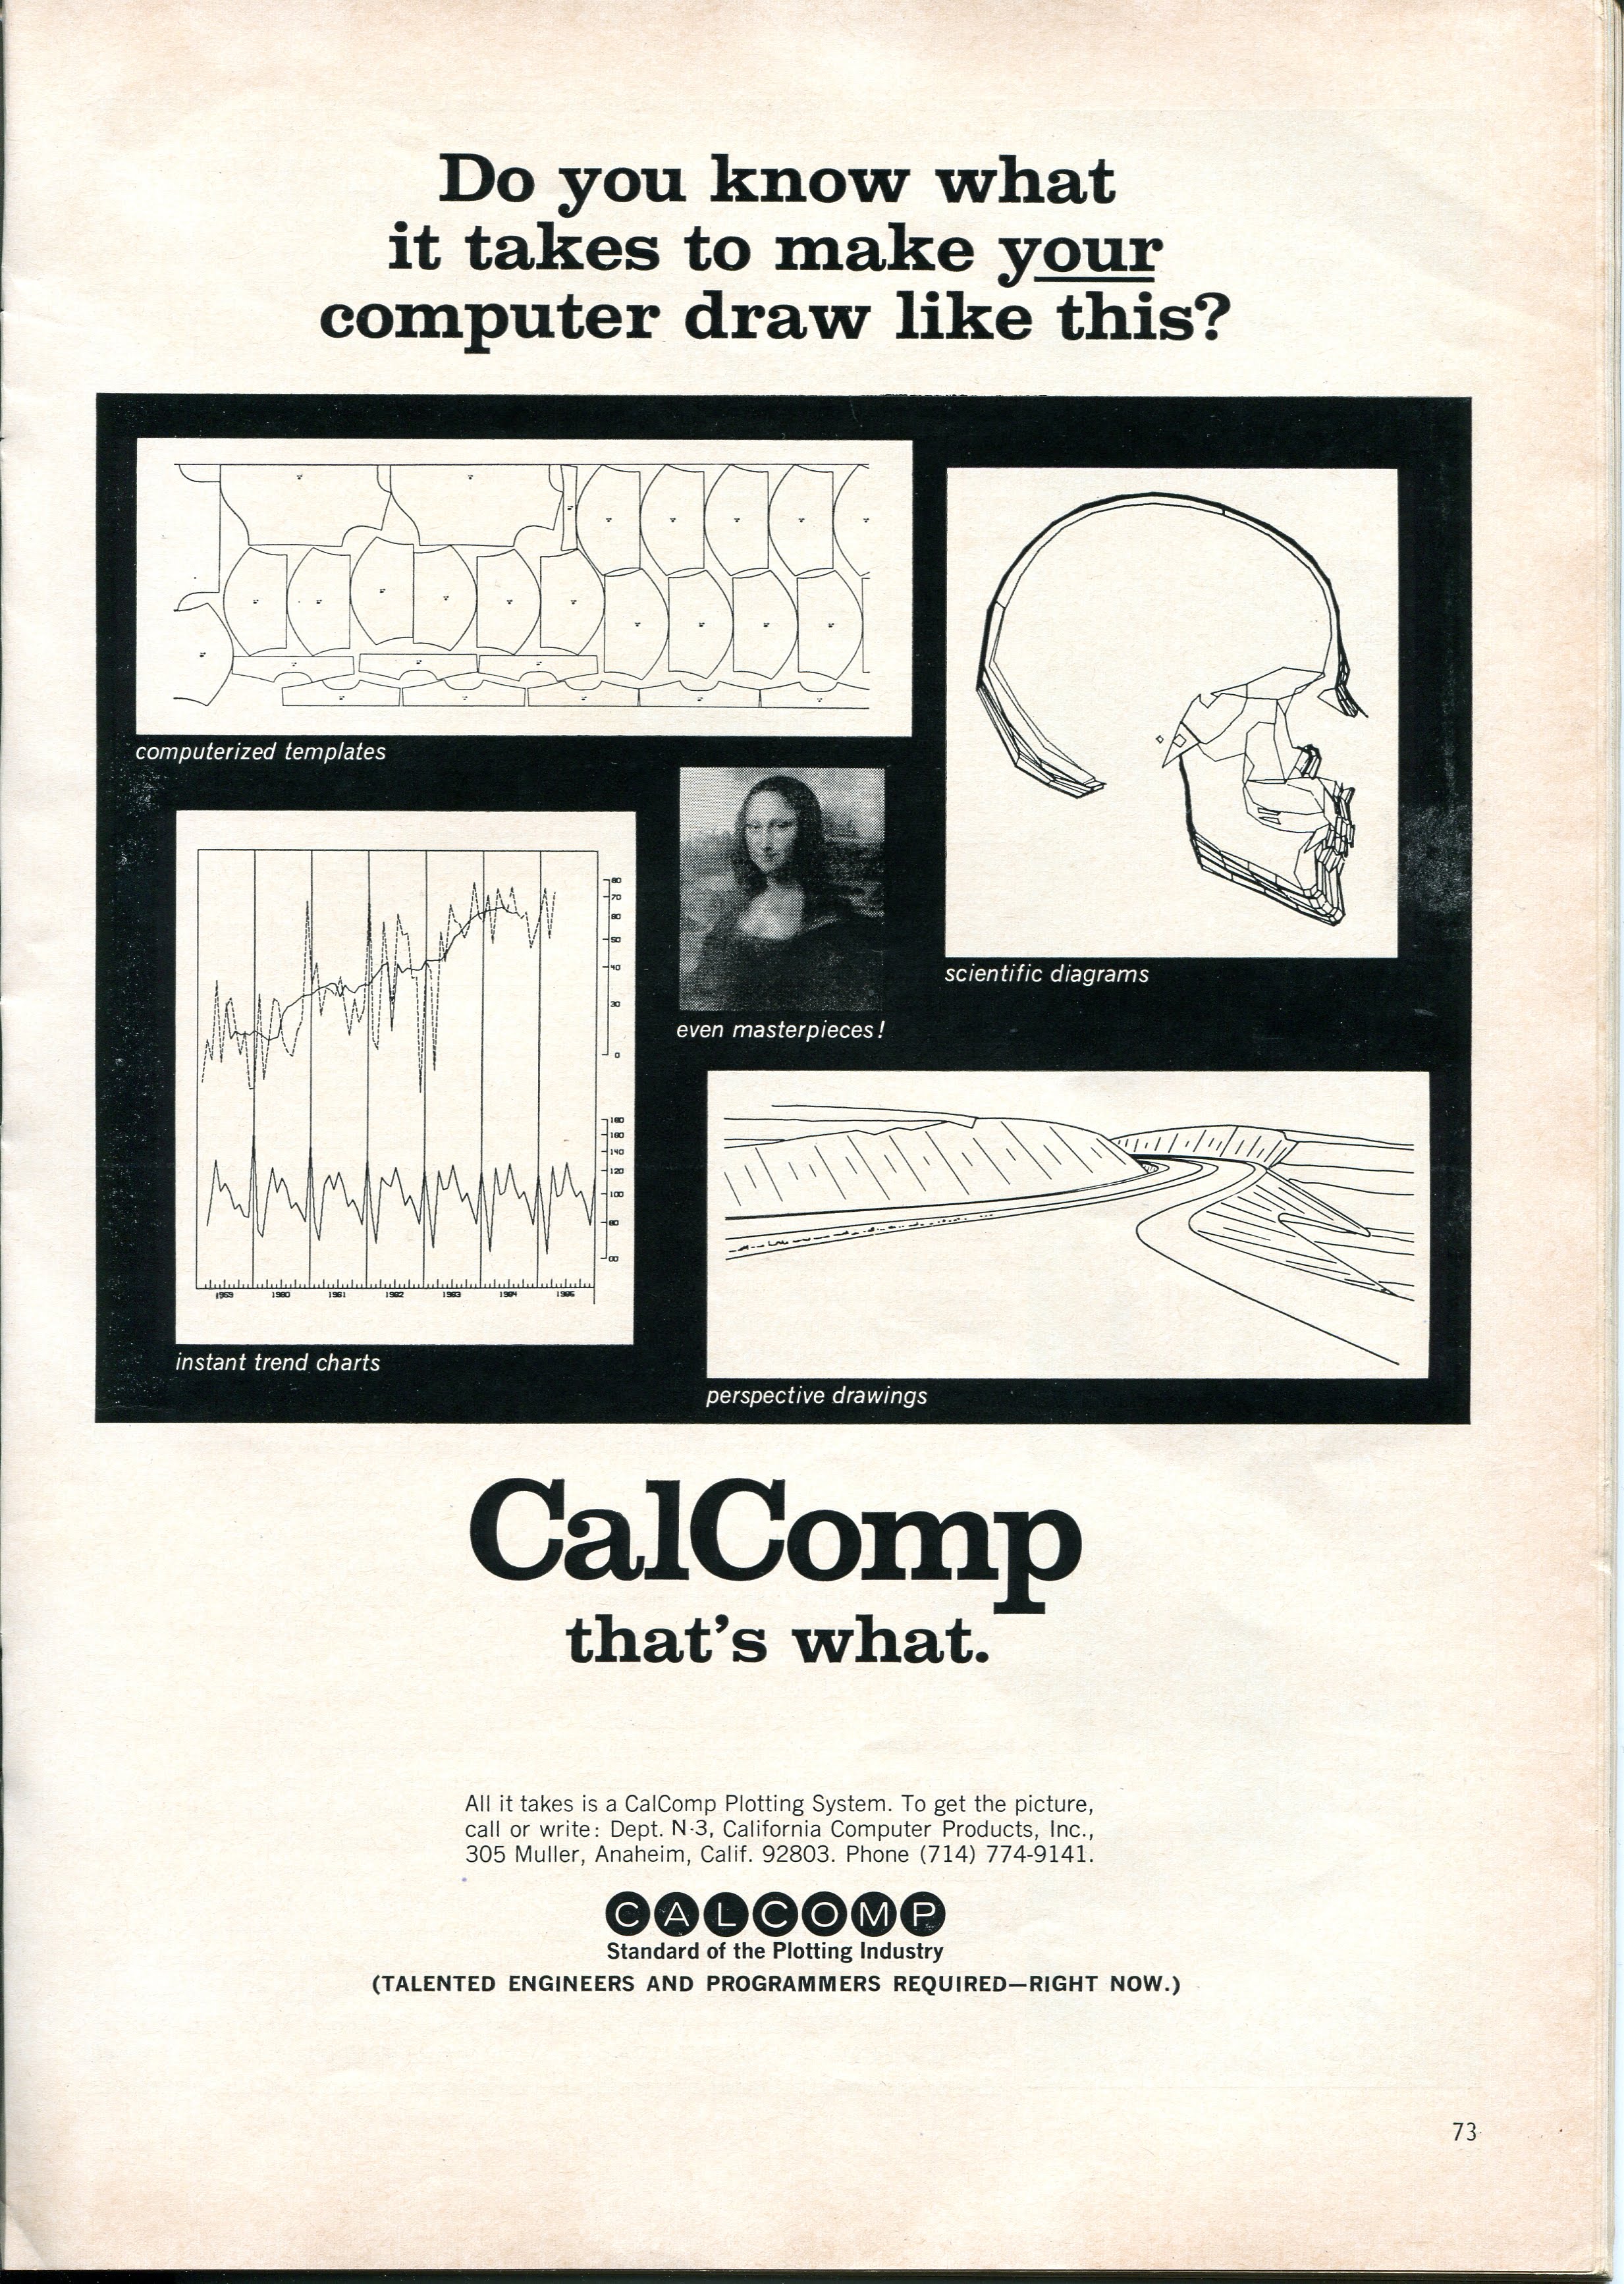 Do you know what
it takes to make your
computer draw like this?
computerized templates
scientific diagrams
even masterpieces!
80
70
60
50
40
30
0
180
160
140
120
100
80
60
1959 1960 1961 1962 1963 1964 1965
instant trend charts
perspective drawings
CalComp
that's what.
All it takes is a CalComp Plotting System. To get the picture,
call or write: Dept. N-3, California Computer Products, Inc.,
305 Muller, Anaheim, Calif. 92803. Phone (714) 774-9141.
CALCOMP
Standard of the Plotting Industry
(TALENTED ENGINEERS AND PROGRAMMERS REQUIRED—RIGHT NOW.)
73